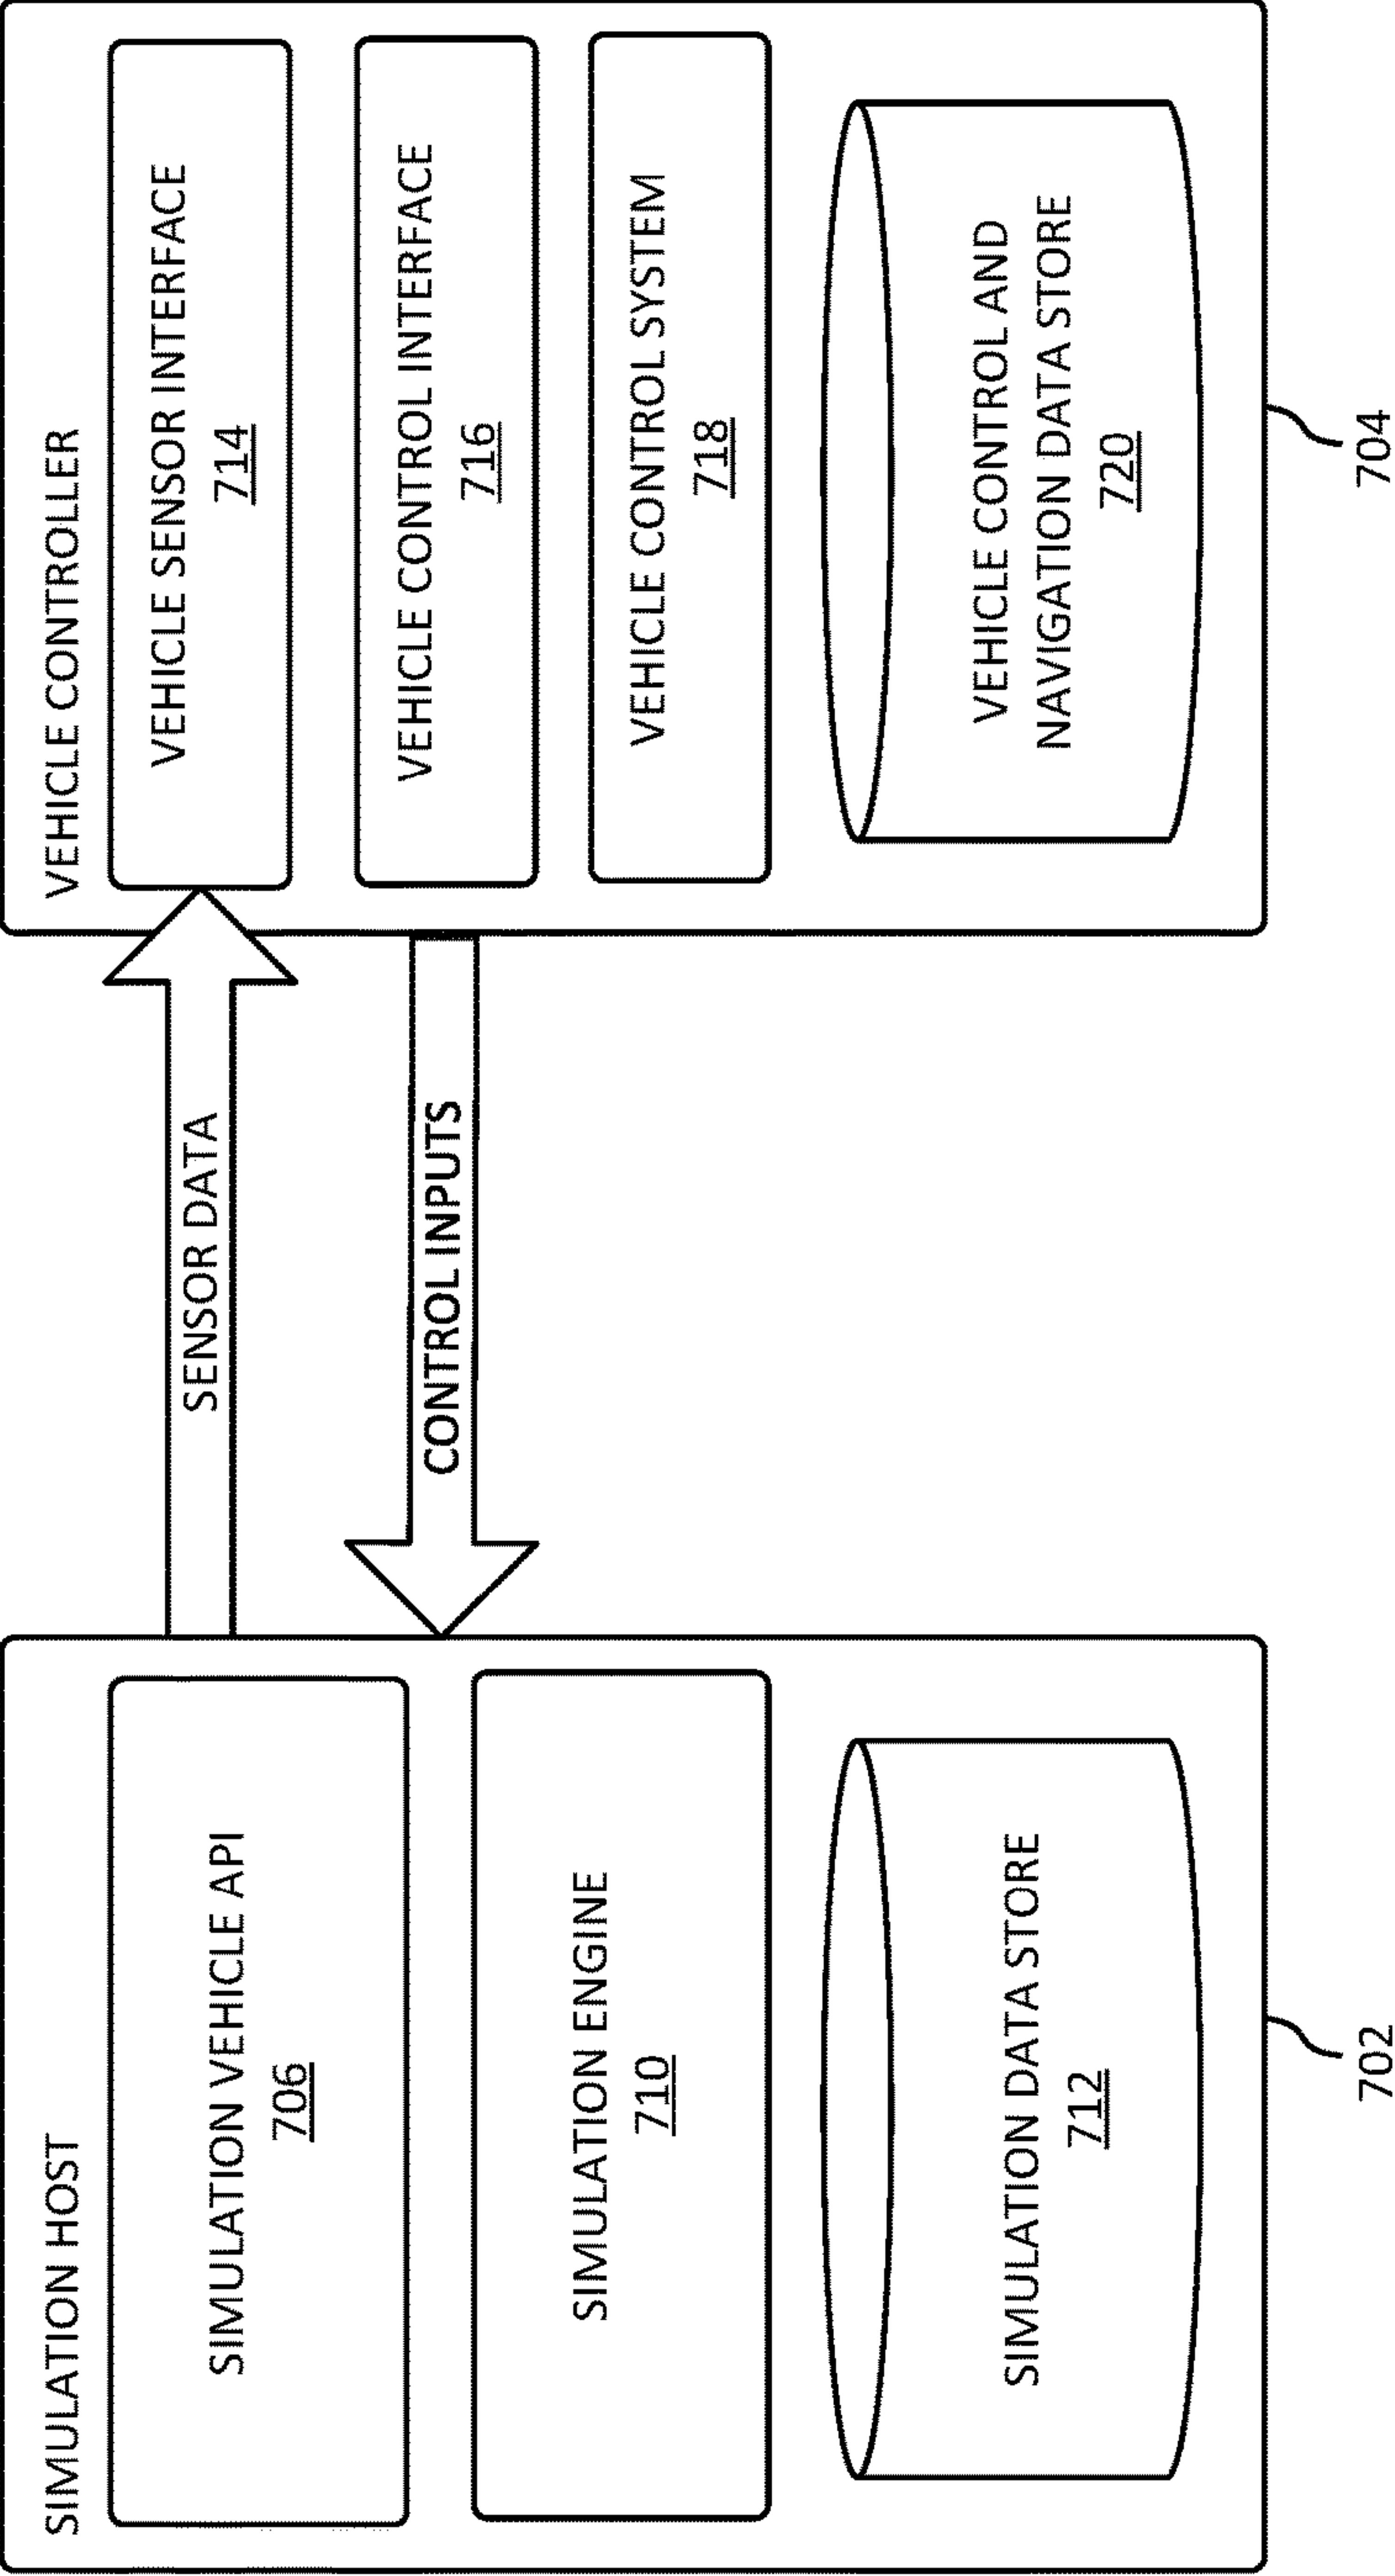 SIMULATION HOST
SIMULATION VEHICLE API
706
SIMULATION ENGINE
710
SIMULATION DATA STORE
712
702
SENSOR DATA
CONTROL INPUTS
VEHICLE CONTROLLER
VEHICLE SENSOR INTERFACE
714
VEHICLE CONTROL INTERFACE
716
VEHICLE CONTROL SYSTEM
718
VEHICLE CONTROL AND
NAVIGATION DATA STORE
720
704